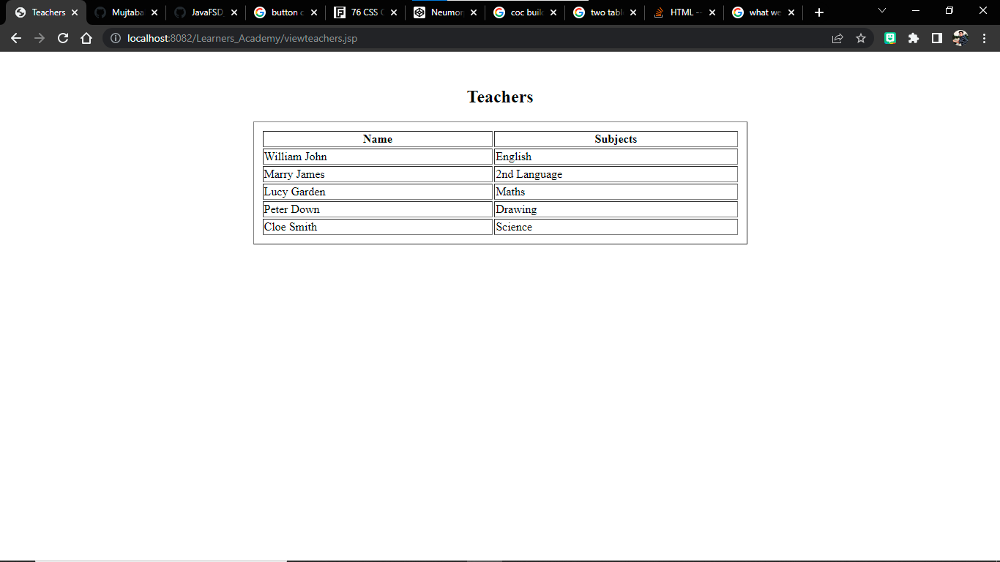 Teachers Mujtaba JavaFSD button c 76 CSS Neumor coc buil two tabl HTML -- what we
localhost:8082/Learners_Academy/viewteachers.jsp
Teachers
Name Subjects
William John English
Marry James 2nd Language
Lucy Garden Maths
Peter Down Drawing
Cloe Smith Science